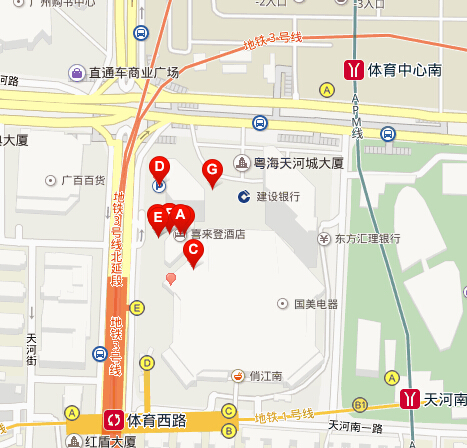 广州购书中心
-2入口
-3入口
地铁3号线
体育中心南
直通车商业广场
A
天河路
APM线
粤海天河城大厦
D
G
广百百货
建设银行
地铁3号线北延段
E
A
喜来登酒店
东方汇理银行
C
国美电器
E
地铁3号线
天河街
D
俏江南
A
天河南
B1
A
体育西路
C
地铁1号线
天河南一路
B
红盾大厦